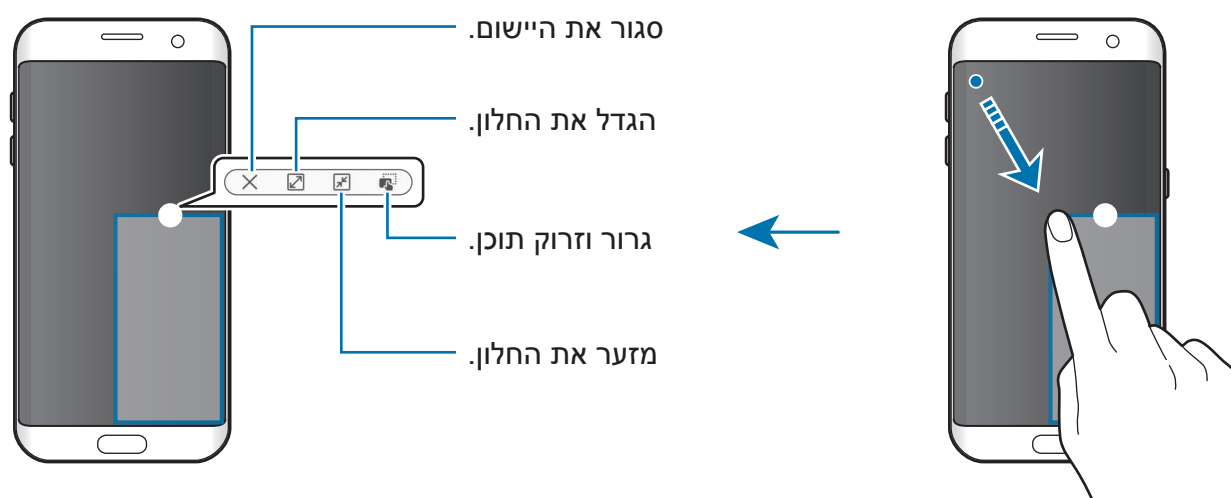 סגור את היישום.
הגדל את החלון.
גרור וזרוק תוכן.
מזער את החלון.